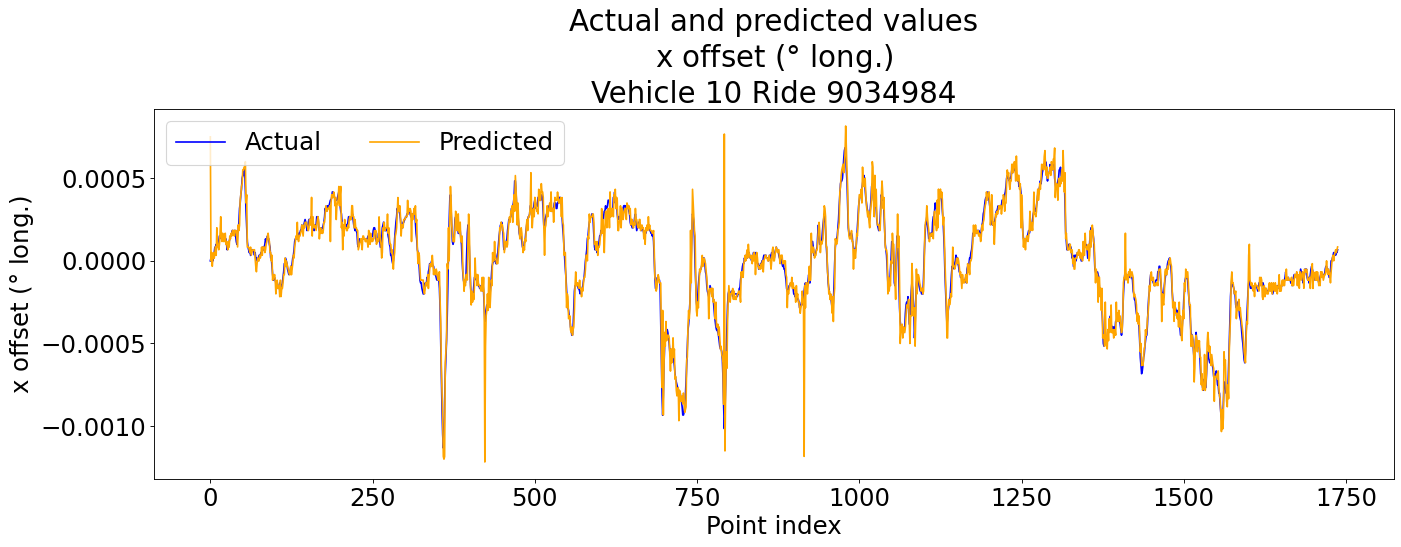 Actual and predicted values
x offset (° long.)
Vehicle 10 Ride 9034984
Actual
Predicted
x offset (° long.)
0.0005
0.0000
−0.0005
−0.0010
0
250
500
750
1000
1250
1500
1750
Point index